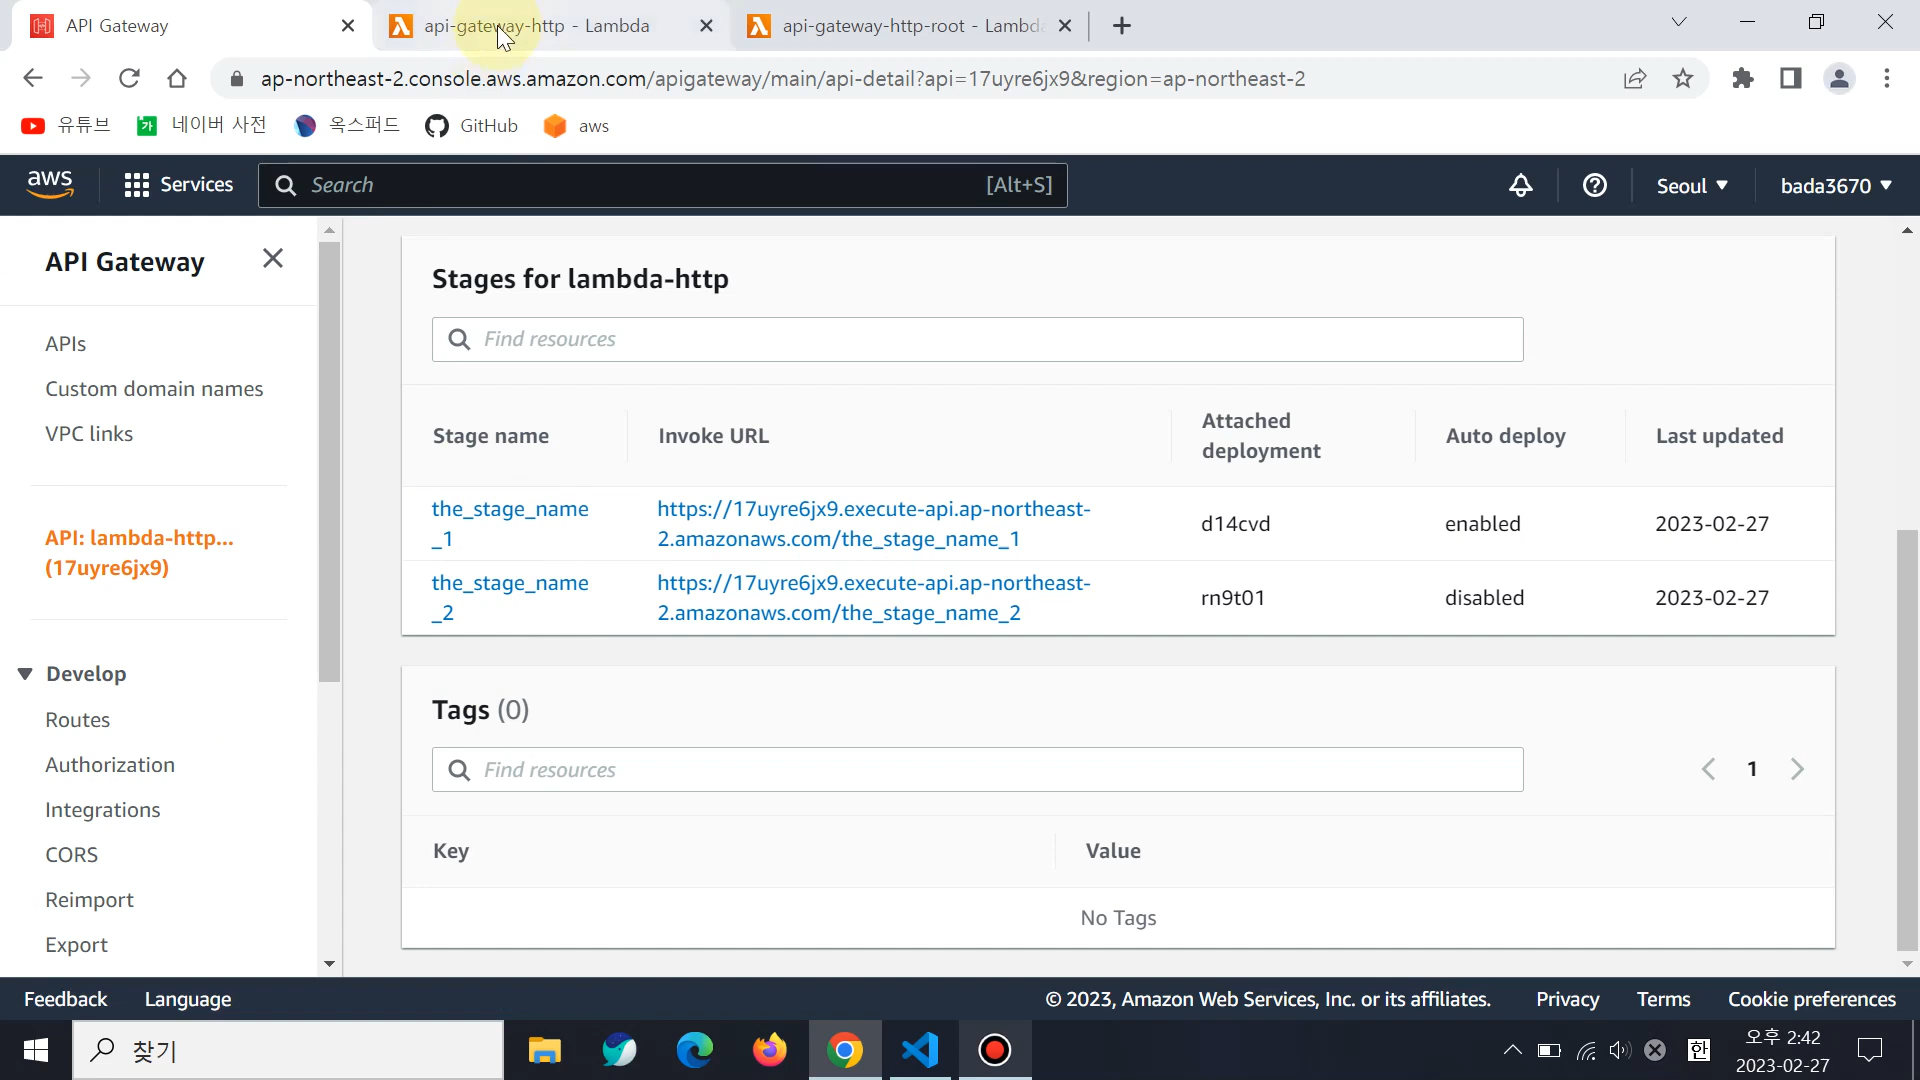 API Gateway
api-gateway-http - Lambda
api-gateway-http-root - Lambda
ap-northeast-2.console.aws.amazon.com/apigateway/main/api-detail?api=17uyre6jx9&region=ap-northeast-2
유튜브
네이버 사전
옥스퍼드
GitHub
aws
aws
Services
Search
[Alt+S]
Seoul
bada3670
API Gateway
APIs
Custom domain names
VPC links
API: lambda-http...
(17uyre6jx9)
Develop
Routes
Authorization
Integrations
CORS
Reimport
Export
Stages for lambda-http
Find resources
Stage name
Invoke URL
Attached
deployment
Auto deploy
Last updated
the_stage_name
_1
https://17uyre6jx9.execute-api.ap-northeast-
2.amazonaws.com/the_stage_name_1
d14cvd
enabled
2023-02-27
the_stage_name
_2
https://17uyre6jx9.execute-api.ap-northeast-
2.amazonaws.com/the_stage_name_2
rn9t01
disabled
2023-02-27
Tags (0)
Find resources
1
Key
Value
No Tags
Feedback
Language
© 2023, Amazon Web Services, Inc. or its affiliates.
Privacy
Terms
Cookie preferences
찾기
한
오후 2:42
2023-02-27